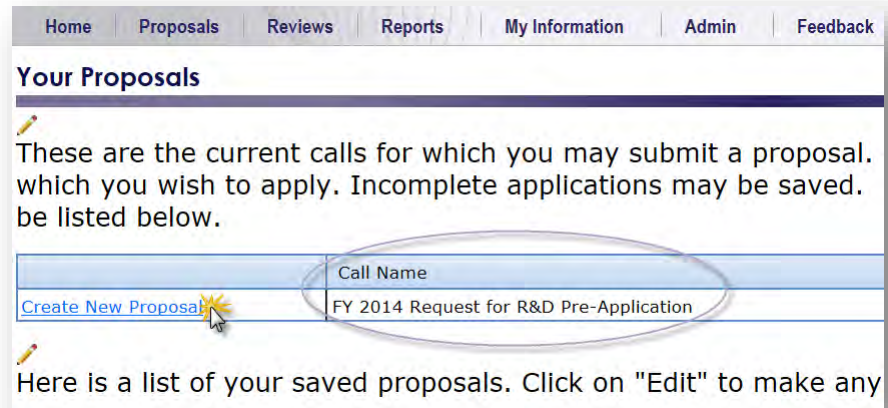 Home Proposals Reviews Reports My Information Admin Feedback
Your Proposals
These are the current calls for which you may submit a proposal.
which you wish to apply. Incomplete applications may be saved.
be listed below.
Call Name
Create New Proposal FY 2014 Request for R&D Pre-Application
Here is a list of your saved proposals. Click on "Edit" to make any